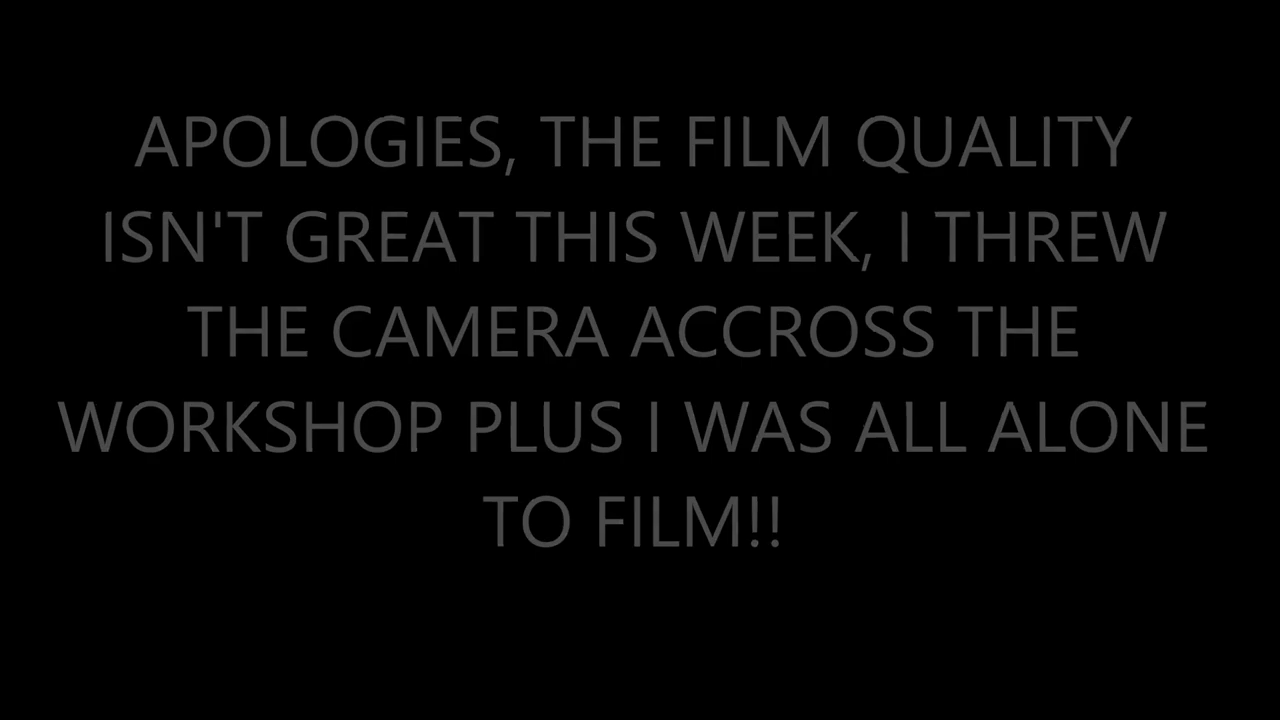 APOLOGIES, THE FILM QUALITY
ISN'T GREAT THIS WEEK, I THREW
THE CAMERA ACCROSS THE
WORKSHOP PLUS I WAS ALL ALONE
TO FILM!!